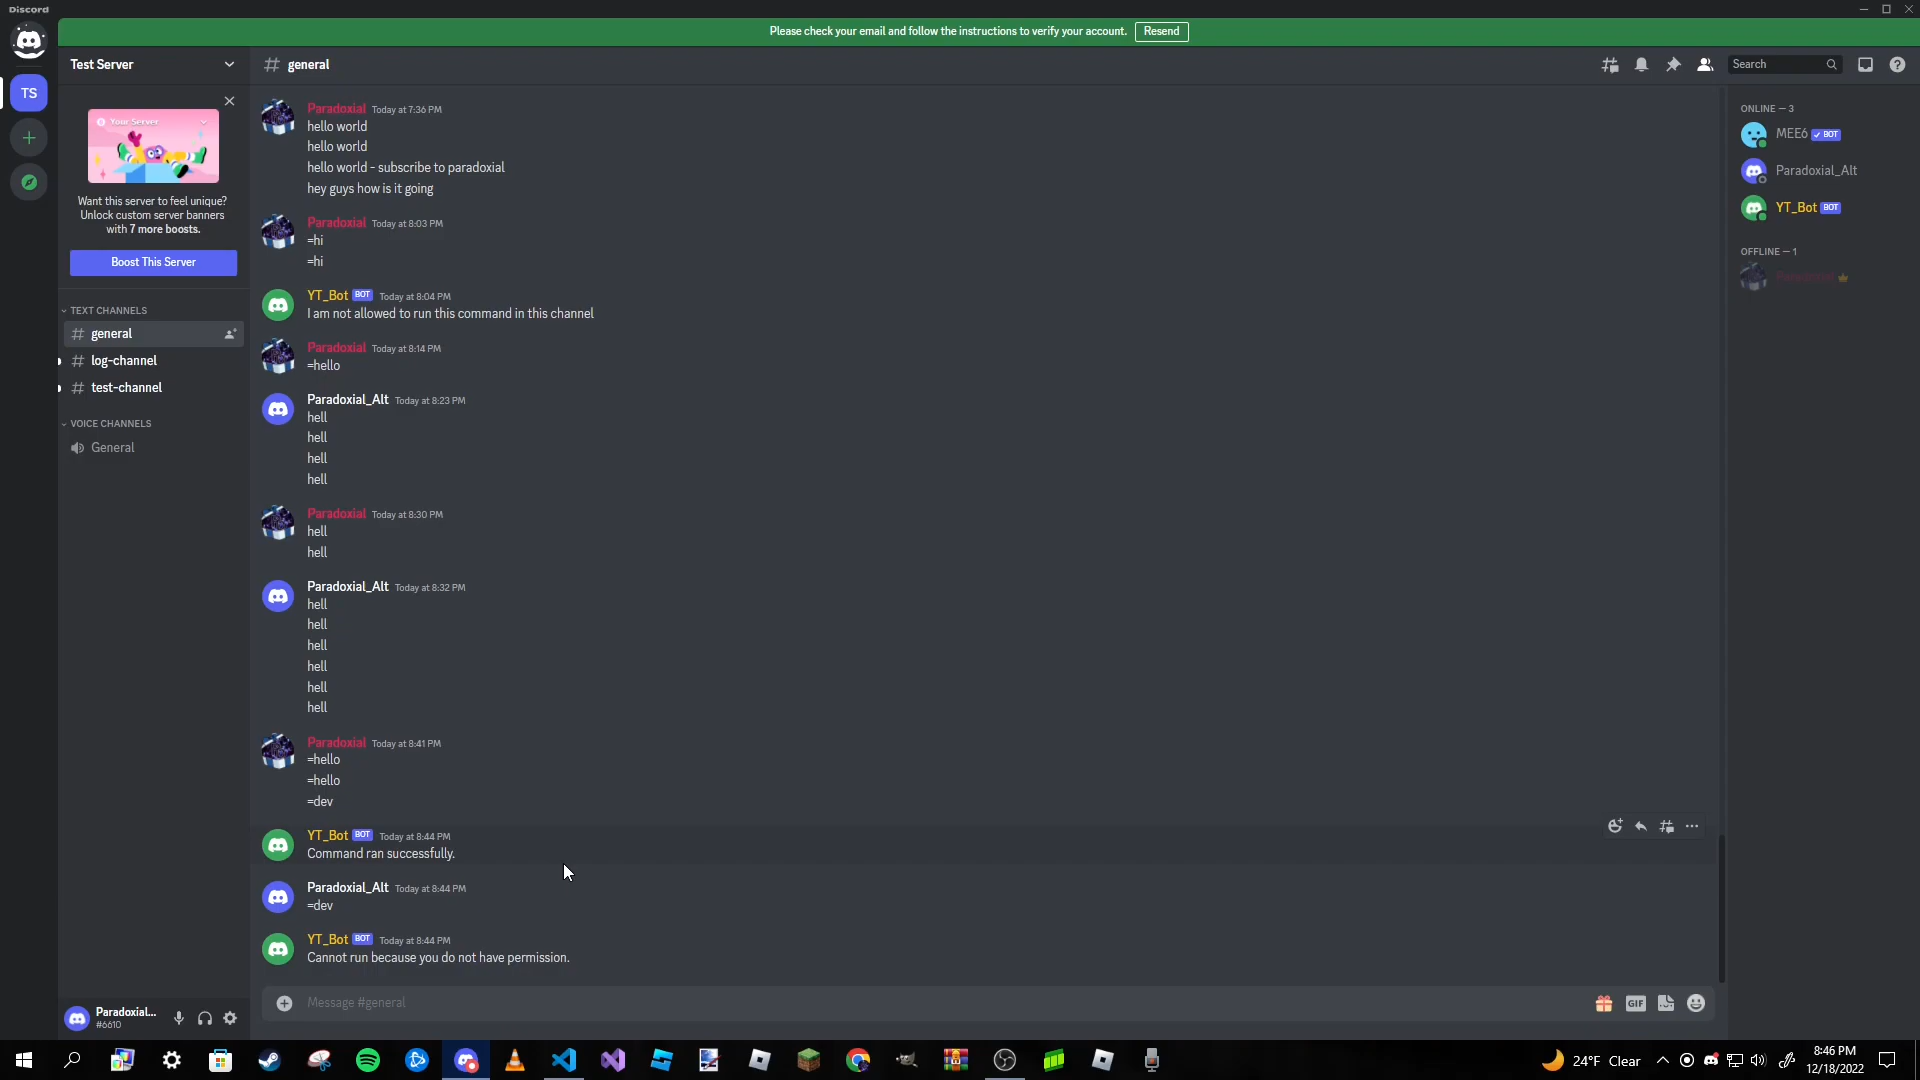 Discord
Please check your email and follow the instructions to verify your account. Resend
Test Server
general
Search
TS
Your Server
Want this server to feel unique?
Unlock custom server banners
with 7 more boosts.
Boost This Server
TEXT CHANNELS
general
log-channel
test-channel
VOICE CHANNELS
General
Paradoxial...
#6610
Paradoxial Today at 7:36 PM
hello world
hello world
hello world - subscribe to paradoxial
hey guys how is it going
Paradoxial Today at 8:03 PM
=hi
=hi
YT_Bot BOT Today at 8:04 PM
I am not allowed to run this command in this channel
Paradoxial Today at 8:14 PM
=hello
Paradoxial_Alt Today at 8:23 PM
hell
hell
hell
hell
Paradoxial Today at 8:30 PM
hell
hell
Paradoxial_Alt Today at 8:32 PM
hell
hell
hell
hell
hell
hell
Paradoxial Today at 8:41 PM
=hello
=hello
=dev
YT_Bot BOT Today at 8:44 PM
Command ran successfully.
Paradoxial_Alt Today at 8:44 PM
=dev
YT_Bot BOT Today at 8:44 PM
Cannot run because you do not have permission.
Message #general
GIF
ONLINE — 3
MEE6 ✓ BOT
Paradoxial_Alt
YT_Bot BOT
OFFLINE — 1
Paradoxial
24°F Clear
8:46 PM
12/18/2022